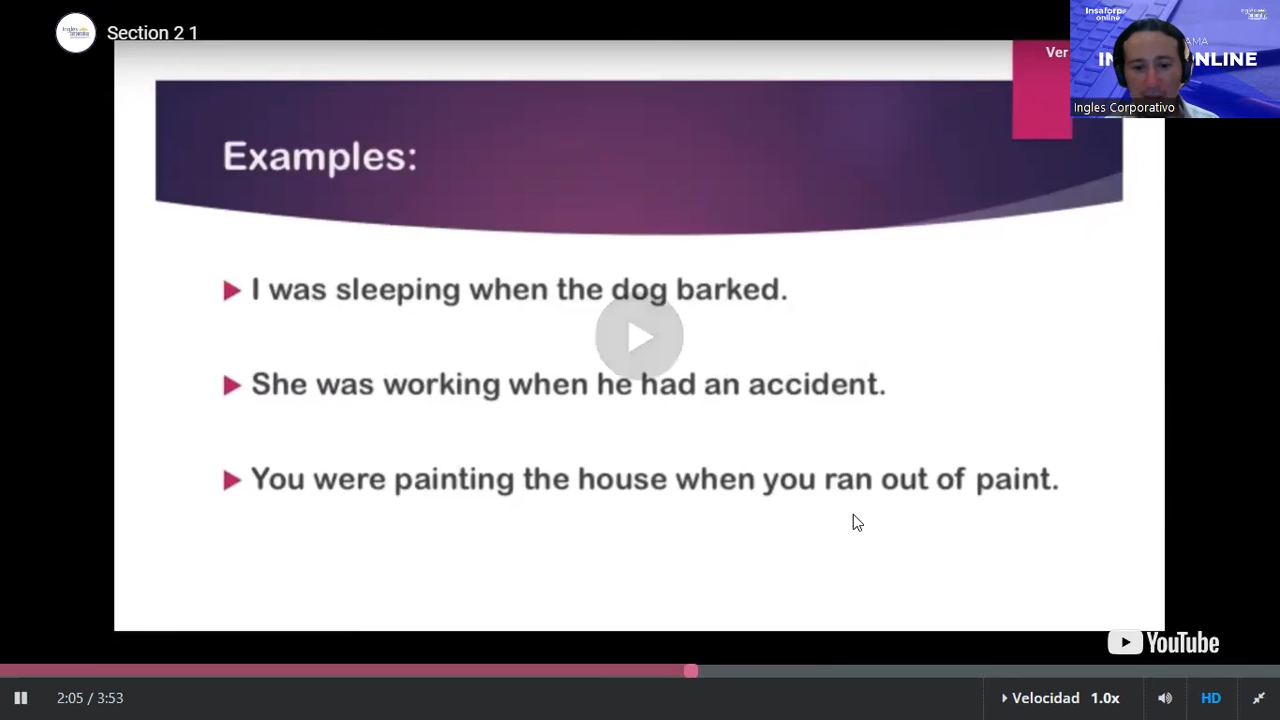 Section 2 1
Ver
Insaforp
online
Ingles Corporativo
Examples:
I was sleeping when the dog barked.
She was working when he had an accident.
You were painting the house when you ran out of paint.
YouTube
2:05 / 3:53
Velocidad 1.0x
HD